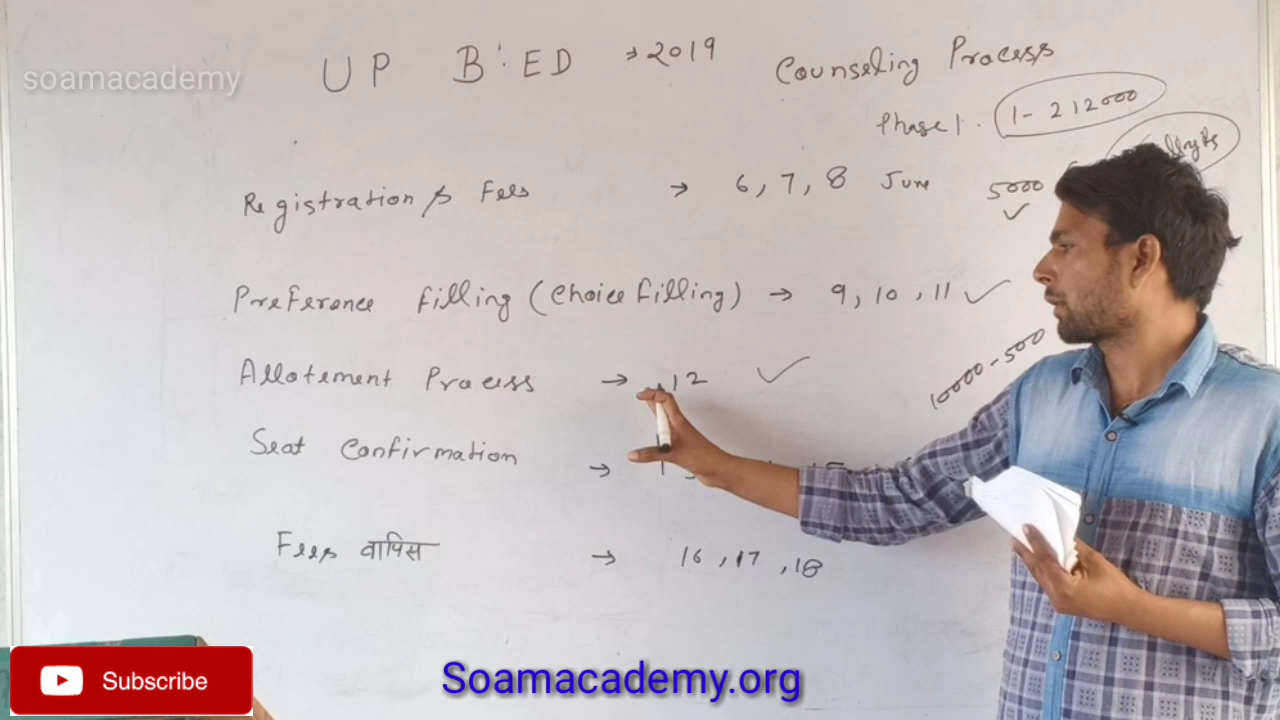 soamacademy
UP B:ED → 2019 Counseling Process
Phase 1. 1- 212000
Registration & Fees → 6, 7, 8 June 5000 ✓
Preference filling (Choice filling) → 9, 10, 11 ✓
10000-500
Allotement Process → 12 ✓
Seat Confirmation →
Fees वापिस → 16, 17, 18
Subscribe
Soamacademy.org